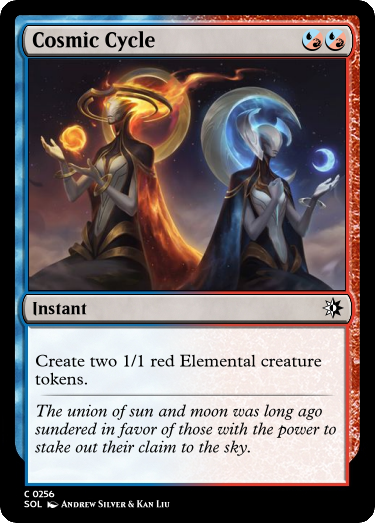 Cosmic Cycle
Instant
Create two 1/1 red Elemental creature
tokens.
The union of sun and moon was long ago
sundered in favor of those with the power to
stake out their claim to the sky.
C 0256
SOL Andrew Silver & Kan Liu